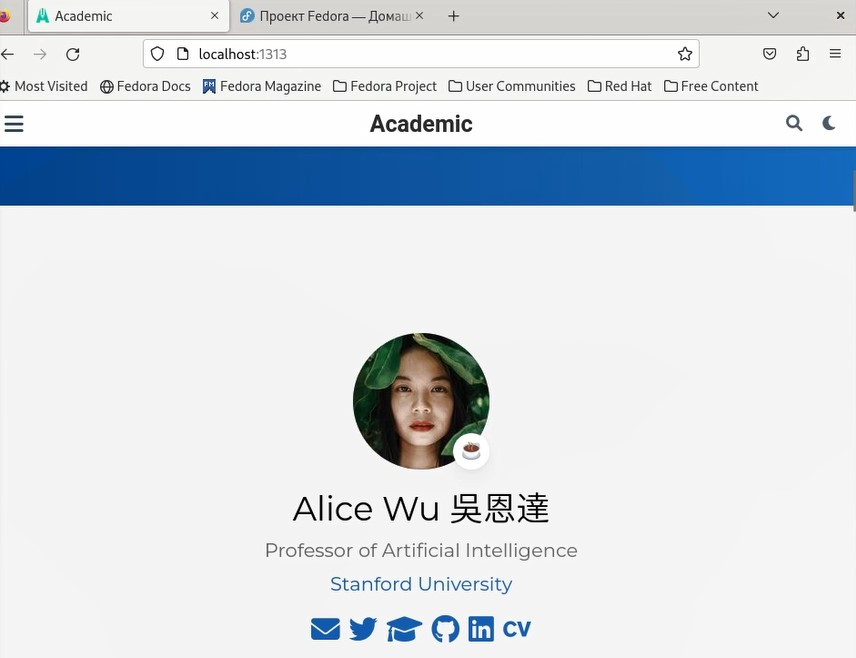 Academic
Проект Fedora — Домаш
localhost:1313
Most Visited
Fedora Docs
Fedora Magazine
Fedora Project
User Communities
Red Hat
Free Content
Academic
Alice Wu 吳恩達
Professor of Artificial Intelligence
Stanford University
CV